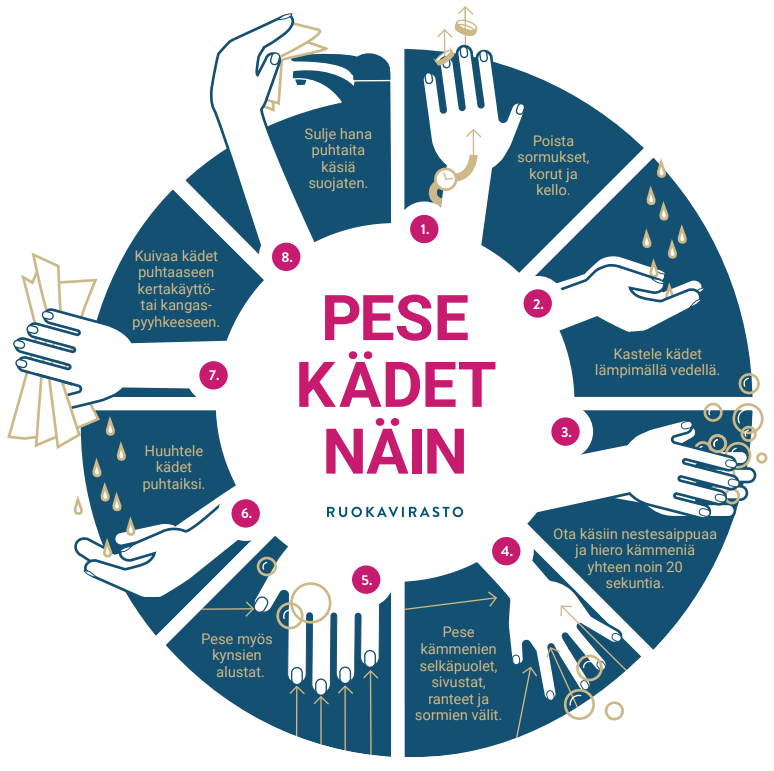 PESE
KÄDET
NÄIN
RUOKAVIRASTO
1.
Poista
sormukset,
korut ja
kello.
2.
Kastele kädet
lämpimällä vedellä.
3.
Ota käsiin nestesaippuaa
ja hiero kämmeniä
yhteen noin 20
sekuntia.
4.
Pese
kämmenien
selkäpuolet,
sivustat,
ranteet ja
sormien välit.
5.
Pese myös
kynsien
alustat.
6.
Huuhtele
kädet
puhtaiksi.
7.
Kuivaa kädet
puhtaaseen
kertakäyttö-
tai kangas-
pyyhkeeseen.
8.
Sulje hana
puhtaita
käsiä
suojaten.